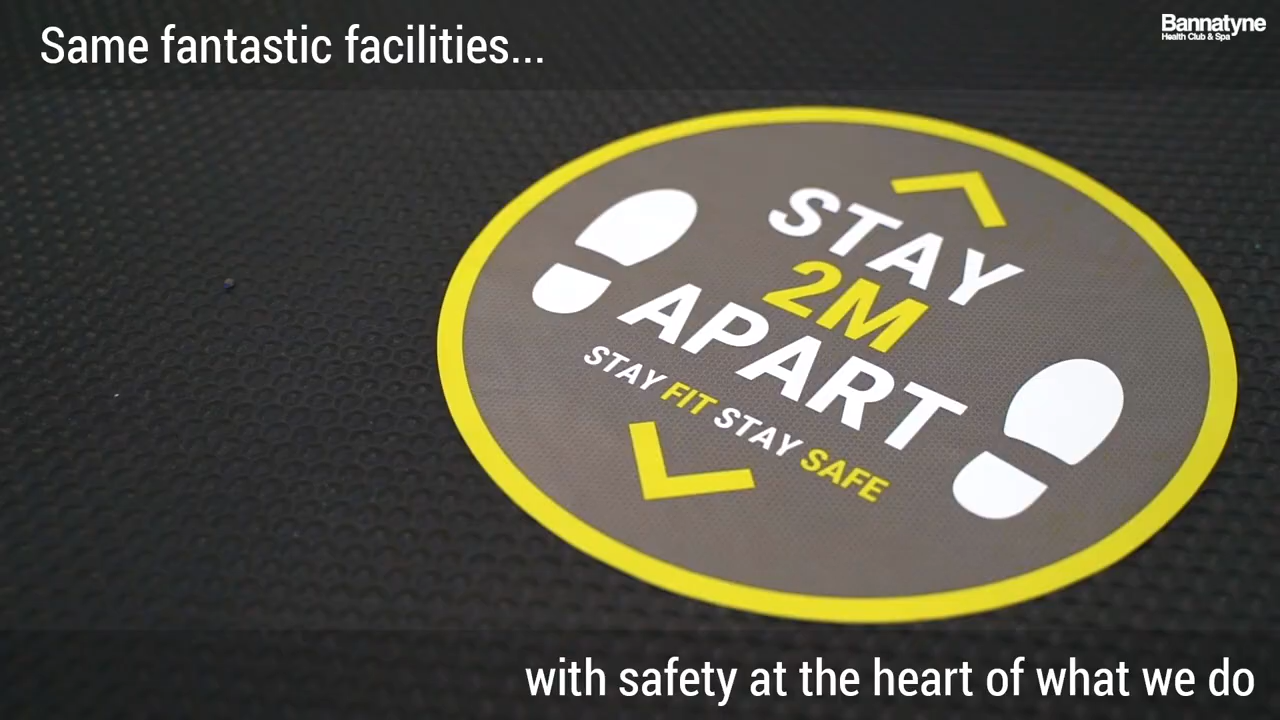 Same fantastic facilities...
Bannatyne
Health Club & Spa
STAY
2M
APART
STAY FIT STAY SAFE
with safety at the heart of what we do